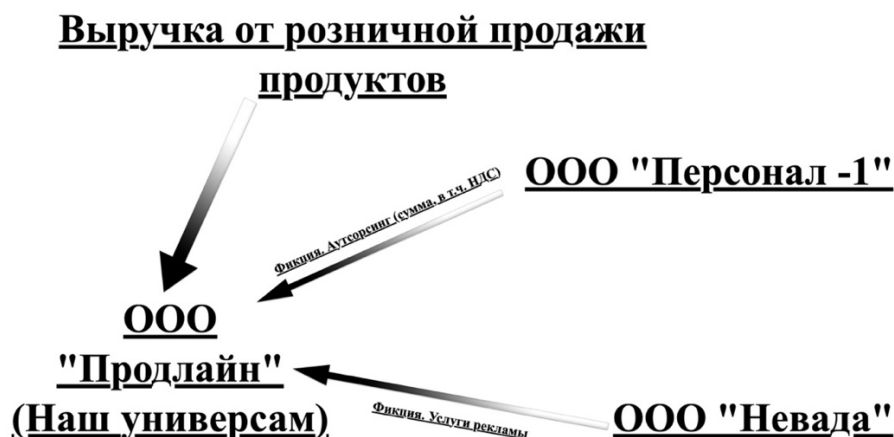 Выручка от розничной продажи
продуктов
ООО "Персонал -1"
Фикция. Аутсорсинг (сумма, в т.ч. НДС)
ООО
"Продлайн"
(Наш универсам)
Фикция. Услуги рекламы
ООО "Невада"